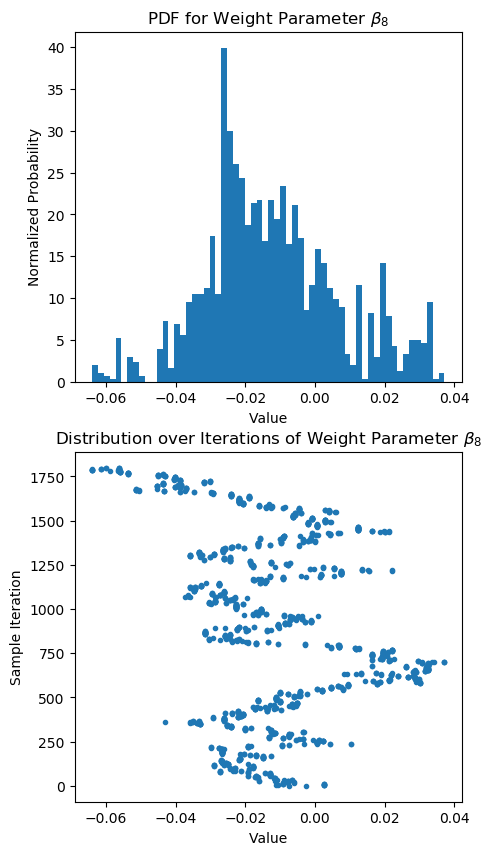 PDF for Weight Parameter β₈
40
35
30
25
20
15
10
5
0
Normalized Probability
−0.06 −0.04 −0.02 0.00 0.02 0.04
Value
Distribution over Iterations of Weight Parameter β₈
1750
1500
1250
1000
750
500
250
0
Sample Iteration
−0.06 −0.04 −0.02 0.00 0.02 0.04
Value